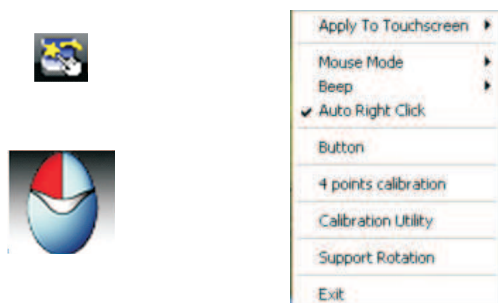 Apply To Touchscreen
Mouse Mode
Beep
Auto Right Click
Button
4 points calibration
Calibration Utility
Support Rotation
Exit